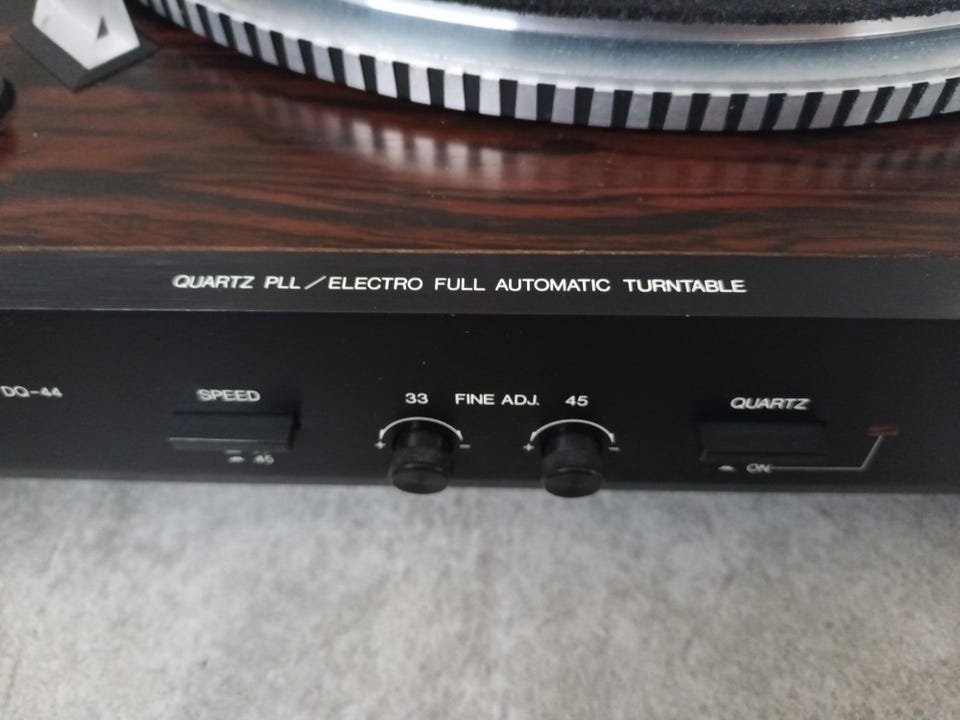 QUARTZ PLL/ELECTRO FULL AUTOMATIC TURNTABLE
DQ-44
SPEED
33 FINE ADJ. 45
QUARTZ
+ - + -
45
ON